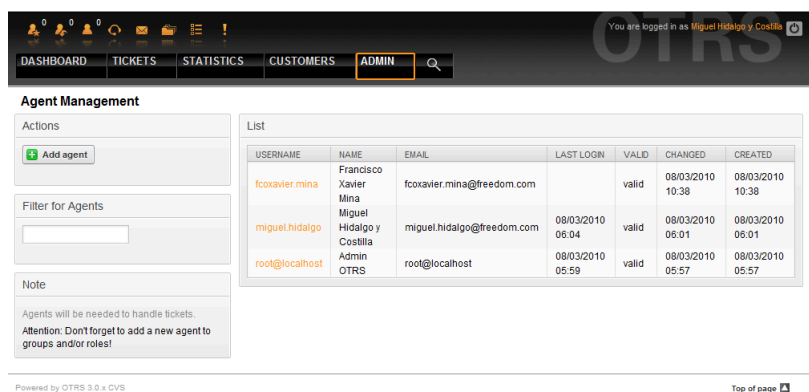 0 0 0
You are logged in as Miguel Hidalgo y Costilla
OTRS
DASHBOARD TICKETS STATISTICS CUSTOMERS ADMIN
Agent Management
Actions
Add agent
Filter for Agents
Note
Agents will be needed to handle tickets.
Attention: Don't forget to add a new agent to
groups and/or roles!
List
USERNAME NAME EMAIL LAST LOGIN VALID CHANGED CREATED
fcoxavier.mina Francisco Xavier Mina fcoxavier.mina@freedom.com valid 08/03/2010 10:38 08/03/2010 10:38
miguel.hidalgo Miguel Hidalgo y Costilla miguel.hidalgo@freedom.com 08/03/2010 06:04 valid 08/03/2010 06:01 08/03/2010 06:01
root@localhost Admin OTRS root@localhost 08/03/2010 05:59 valid 08/03/2010 05:57 08/03/2010 05:57
Powered by OTRS 3.0.x CVS
Top of page